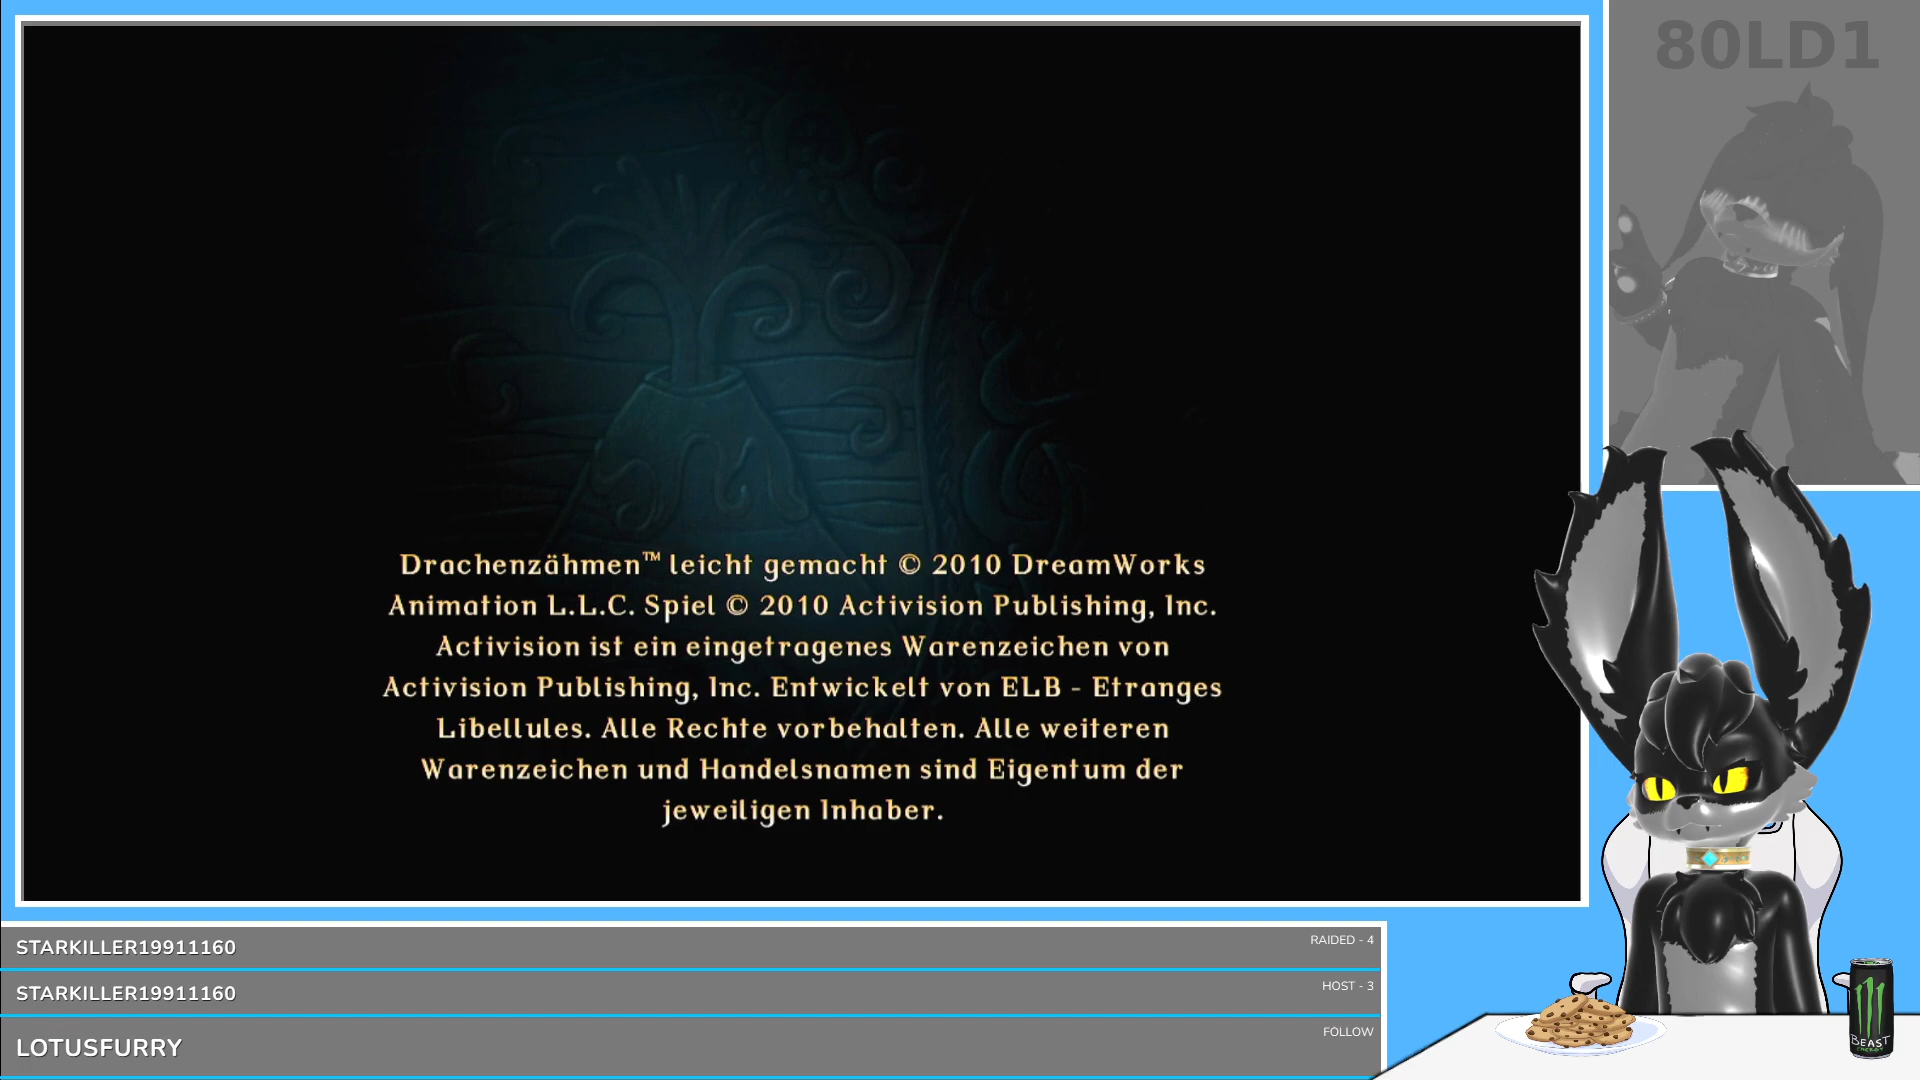 80LD1
Drachenzähmen™ leicht gemacht © 2010 DreamWorks
Animation L.L.C. Spiel © 2010 Activision Publishing, Inc.
Activision ist ein eingetragenes Warenzeichen von
Activision Publishing, Inc. Entwickelt von ELB - Etranges
Libellules. Alle Rechte vorbehalten. Alle weiteren
Warenzeichen und Handelsnamen sind Eigentum der
jeweiligen Inhaber.
STARKILLER19911160
RAIDED - 4
STARKILLER19911160
HOST - 3
LOTUSFURRY
FOLLOW
BEAST
ENERGY